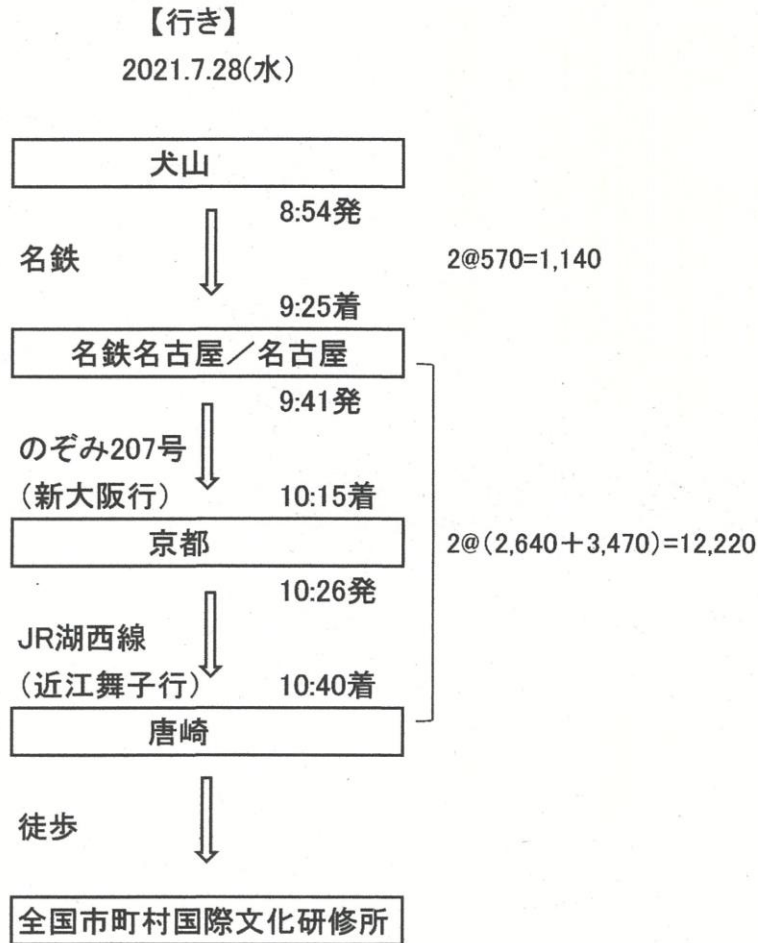 【行き】
2021.7.28(水)
犬山
8:54発
名鉄
2@570=1,140
9:25着
名鉄名古屋／名古屋
9:41発
のぞみ207号
(新大阪行)
10:15着
京都
2@(2,640＋3,470)=12,220
10:26発
JR湖西線
(近江舞子行)
10:40着
唐崎
徒歩
全国市町村国際文化研修所